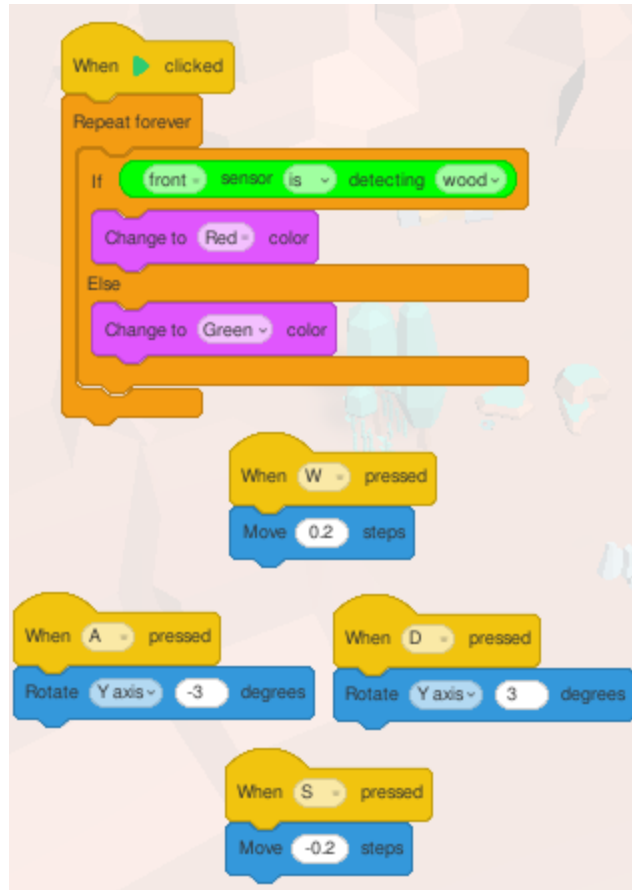 When clicked
Repeat forever
If front sensor is detecting wood
Change to Red color
Else
Change to Green color
When W pressed
Move 0.2 steps
When A pressed
Rotate Y axis -3 degrees
When D pressed
Rotate Y axis 3 degrees
When S pressed
Move -0.2 steps